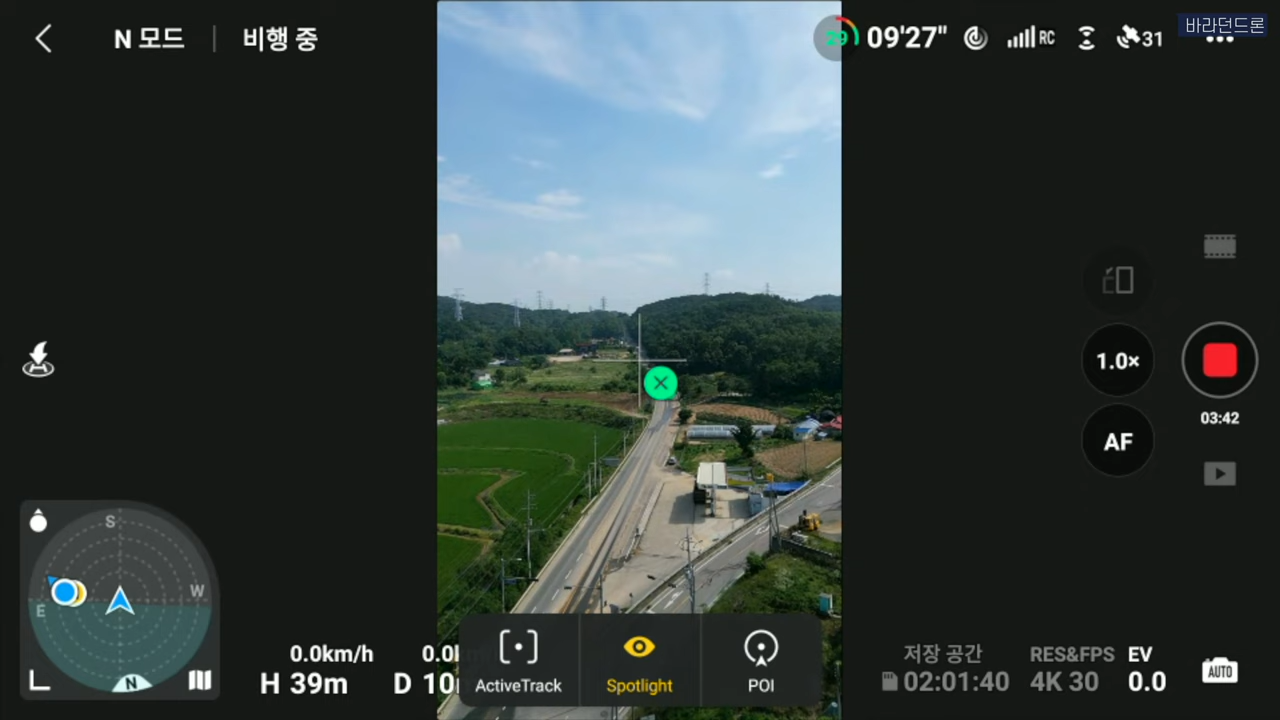 N 모드
비행 중
29
09'27"
RC
31
바라던드론
1.0×
03:42
AF
S
W
E
N
0.0km/h
H 39m
D 10
ActiveTrack
Spotlight
POI
저장 공간
02:01:40
RES&FPS
4K 30
EV
0.0
AUTO